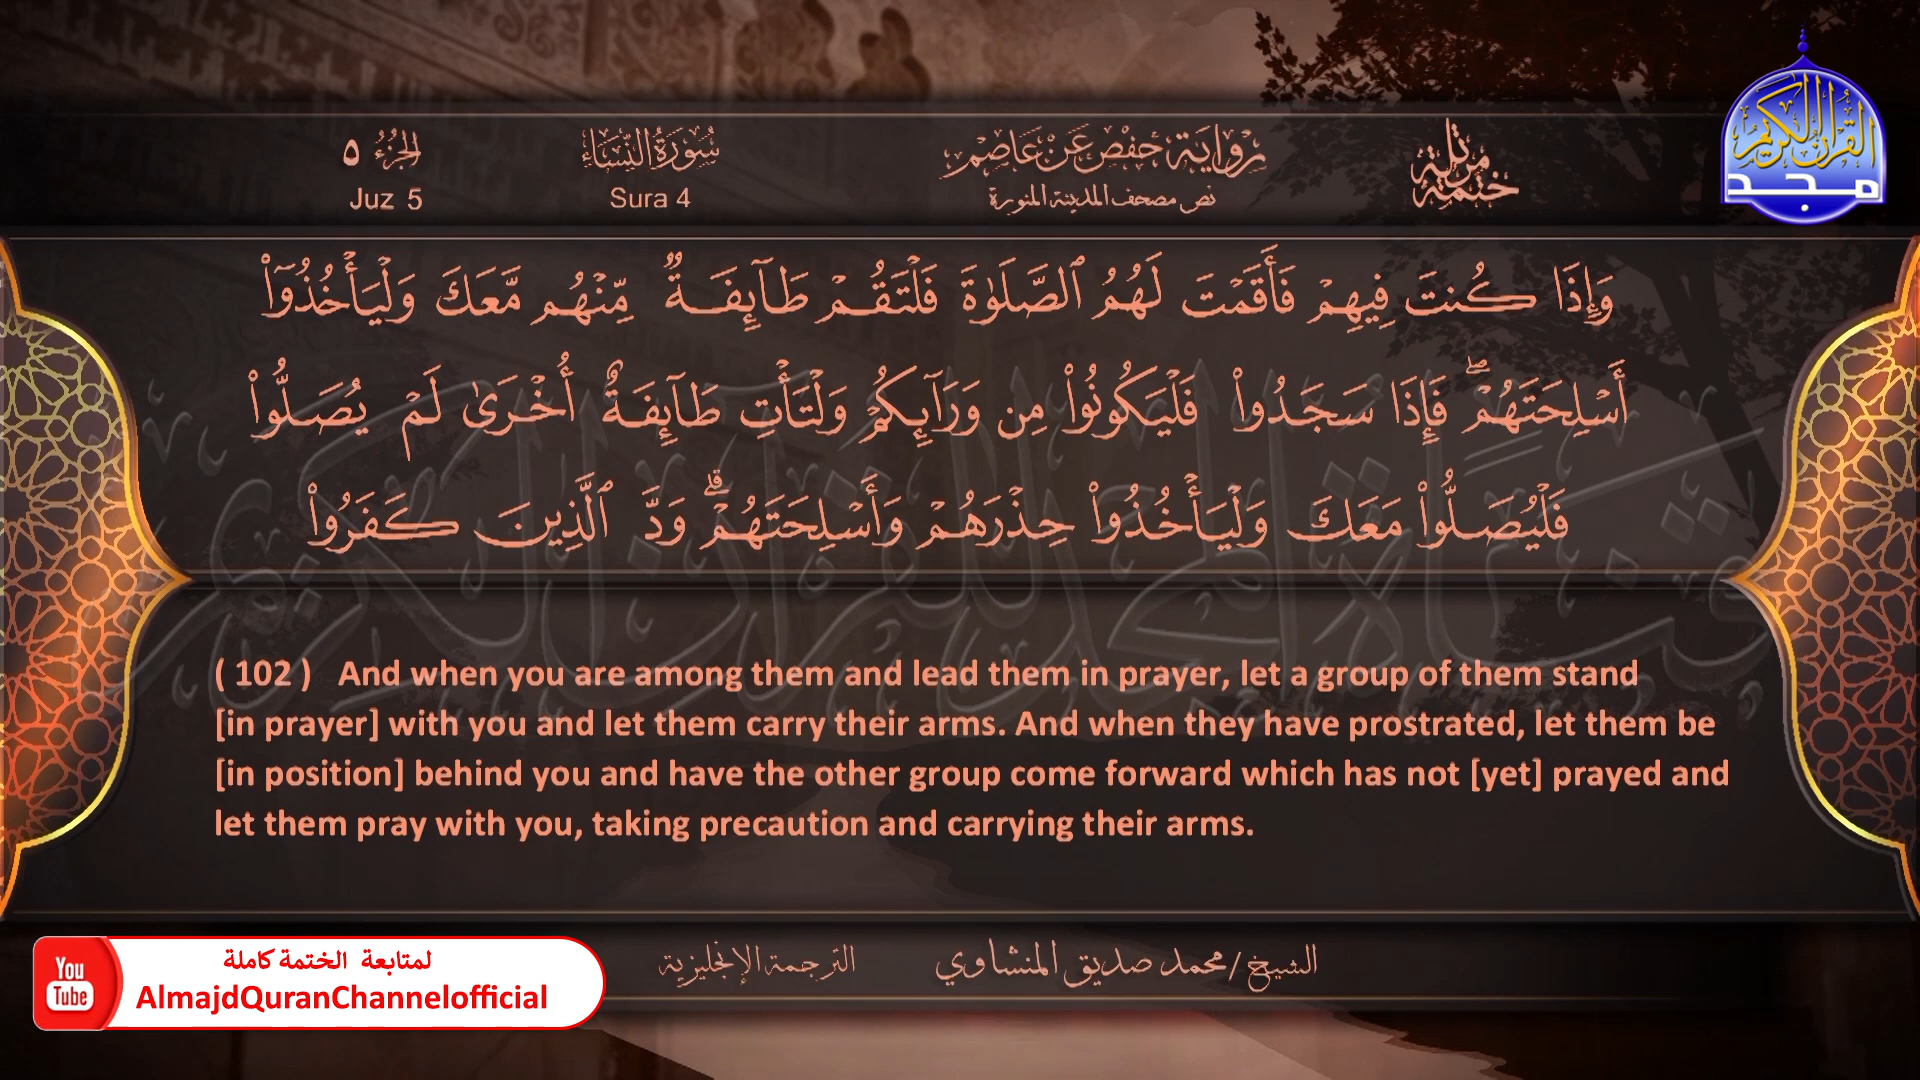 ختمة مرتلة
رواية حفص عن عاصم
نص مصحف المدينة المنورة
سورة النساء
Sura 4
الجزء ٥
Juz 5
القرآن الكريم
مجد
وَإِذَا كُنتَ فِيهِمْ فَأَقَمْتَ لَهُمُ ٱلصَّلَوٰةَ فَلْتَقُمْ طَآئِفَةٌ مِّنْهُم مَّعَكَ وَلْيَأْخُذُوٓا۟
أَسْلِحَتَهُمْ ۖ فَإِذَا سَجَدُوا۟ فَلْيَكُونُوا۟ مِن وَرَآئِكُمْ وَلْتَأْتِ طَآئِفَةٌ أُخْرَىٰ لَمْ يُصَلُّوا۟
فَلْيُصَلُّوا۟ مَعَكَ وَلْيَأْخُذُوا۟ حِذْرَهُمْ وَأَسْلِحَتَهُمْ ۗ وَدَّ ٱلَّذِينَ كَفَرُوا۟
قناة المجد للقرآن الكريم
( 102 ) And when you are among them and lead them in prayer, let a group of them stand
[in prayer] with you and let them carry their arms. And when they have prostrated, let them be
[in position] behind you and have the other group come forward which has not [yet] prayed and
let them pray with you, taking precaution and carrying their arms.
الشيخ / محمد صديق المنشاوي
الترجمة الإنجليزية
You
Tube
لمتابعة الختمة كاملة
AlmajdQuranChannelofficial